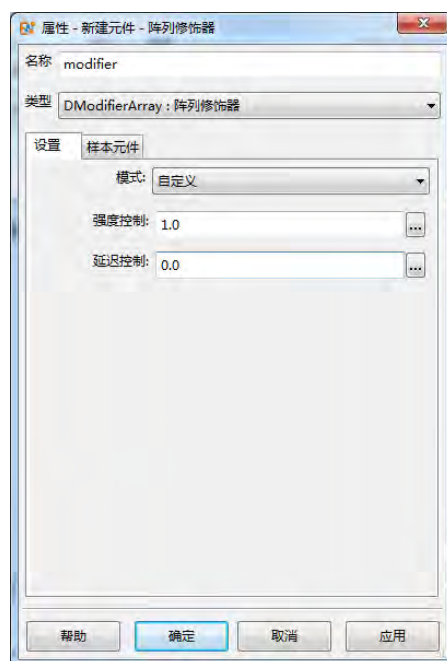 属性 - 新建元件 - 阵列修饰器
名称 modifier
类型 DModifierArray : 阵列修饰器
设置 样本元件
模式: 自定义
强度控制: 1.0 ...
延迟控制: 0.0 ...
帮助 确定 取消 应用